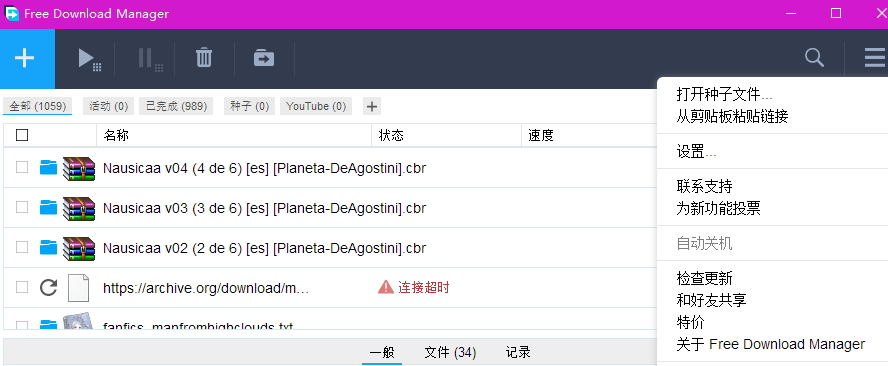 Free Download Manager
全部 (1059) 活动 (0) 已完成 (989) 种子 (0) YouTube (0)
名称 状态 速度
Nausicaa v04 (4 de 6) [es] [Planeta-DeAgostini].cbr
Nausicaa v03 (3 de 6) [es] [Planeta-DeAgostini].cbr
Nausicaa v02 (2 de 6) [es] [Planeta-DeAgostini].cbr
https://archive.org/download/m... 连接超时
fanfics_manfromhighclouds.txt
一般 文件 (34) 记录
打开种子文件...
从剪贴板粘贴链接
设置...
联系支持
为新功能投票
自动关机
检查更新
和好友共享
特价
关于 Free Download Manager